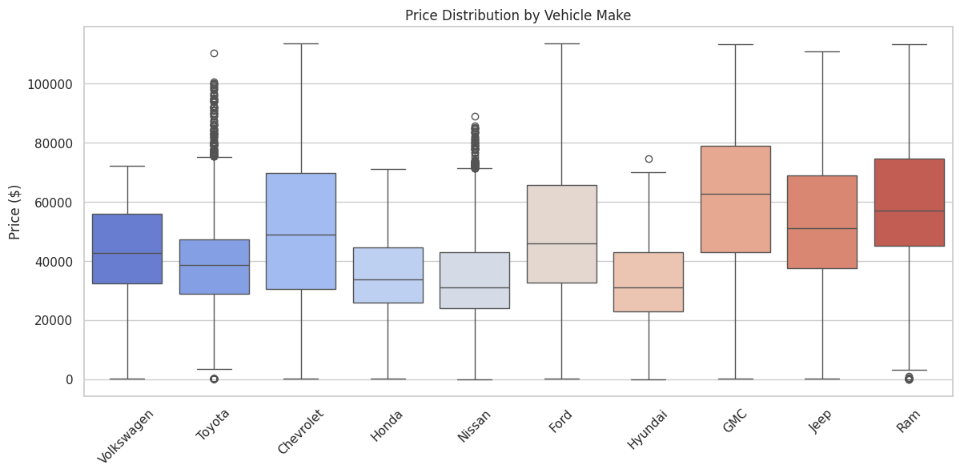 Price Distribution by Vehicle Make
Price ($)
100000
80000
60000
40000
20000
0
Volkswagen
Toyota
Chevrolet
Honda
Nissan
Ford
Hyundai
GMC
Jeep
Ram